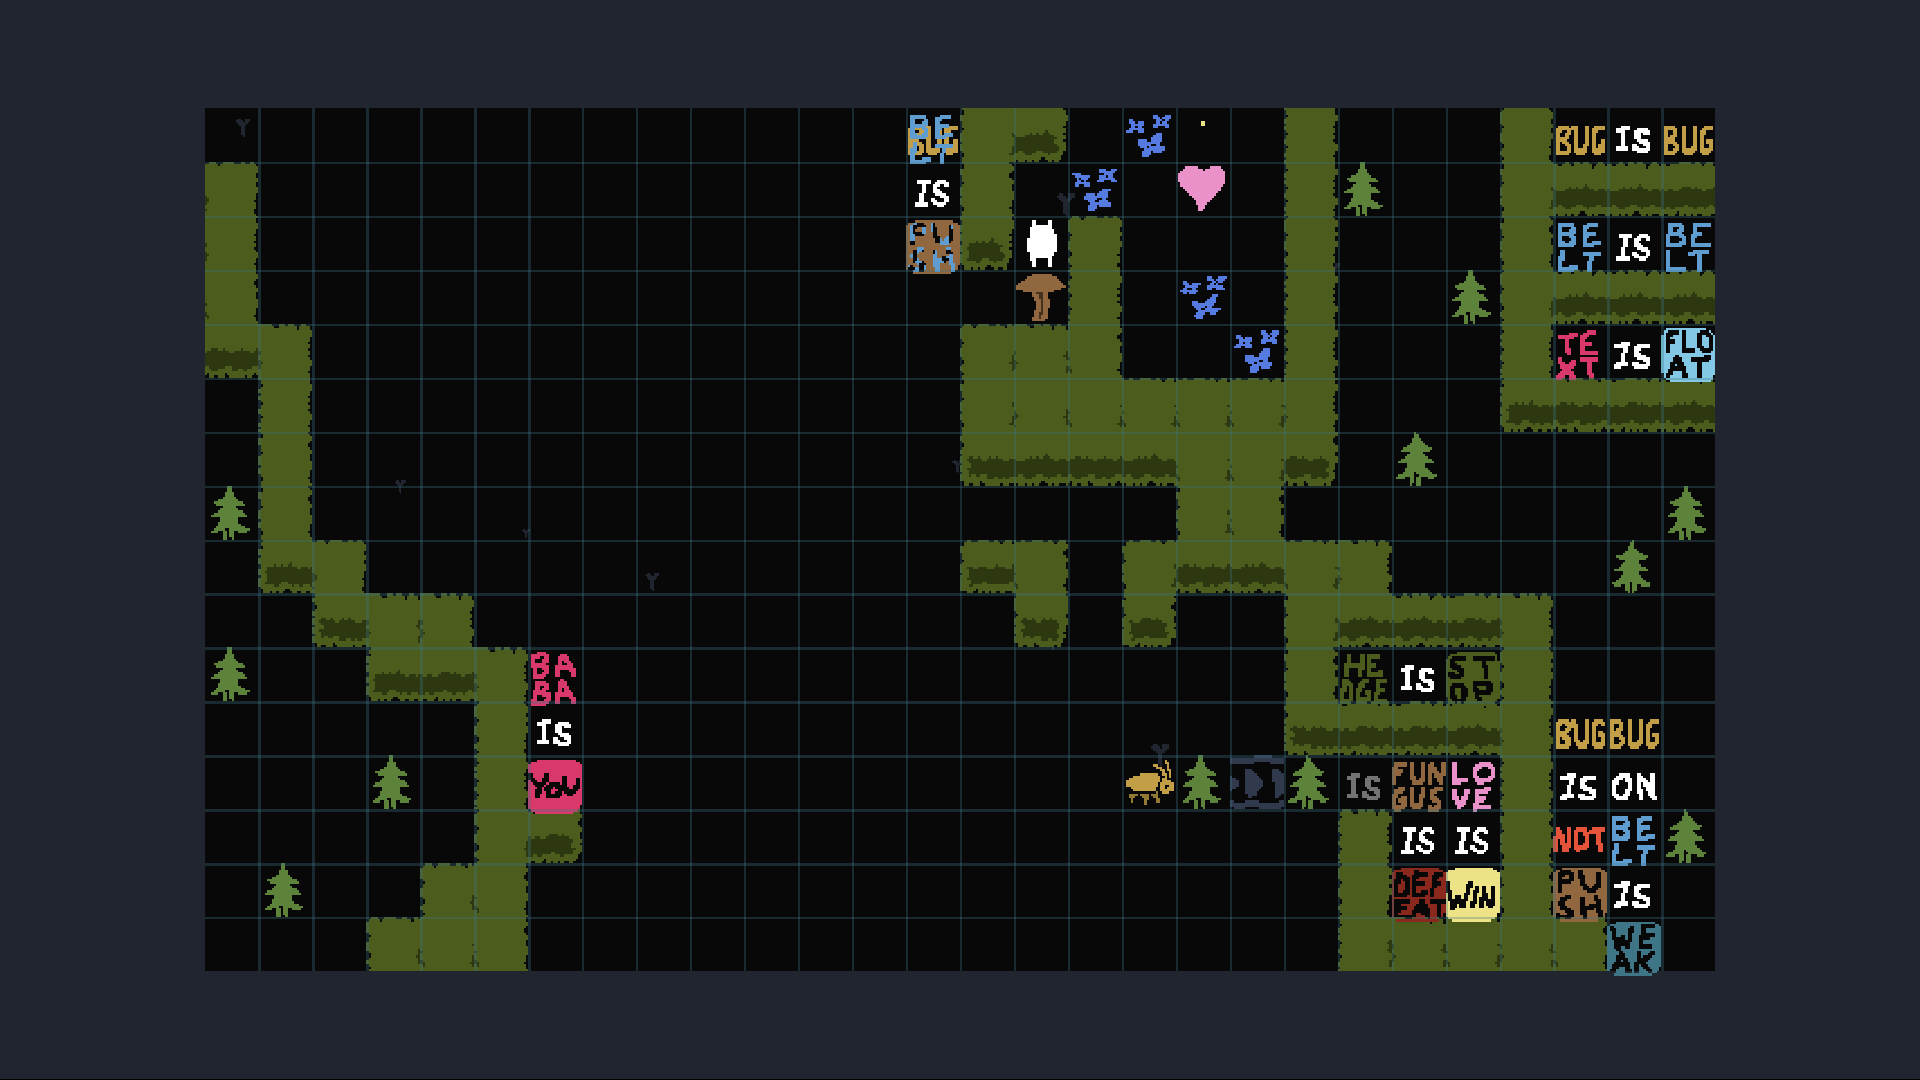 BELT BUG
IS
BUG IS BUG
BELT IS BELT
TEXT IS FLOAT
BABA
IS
YOU
HEDGE IS STOP
IS FUNGUS LOVE
IS IS
DEFEAT WIN
BUG BUG
IS ON
NOT BELT
PUSH IS
WEAK